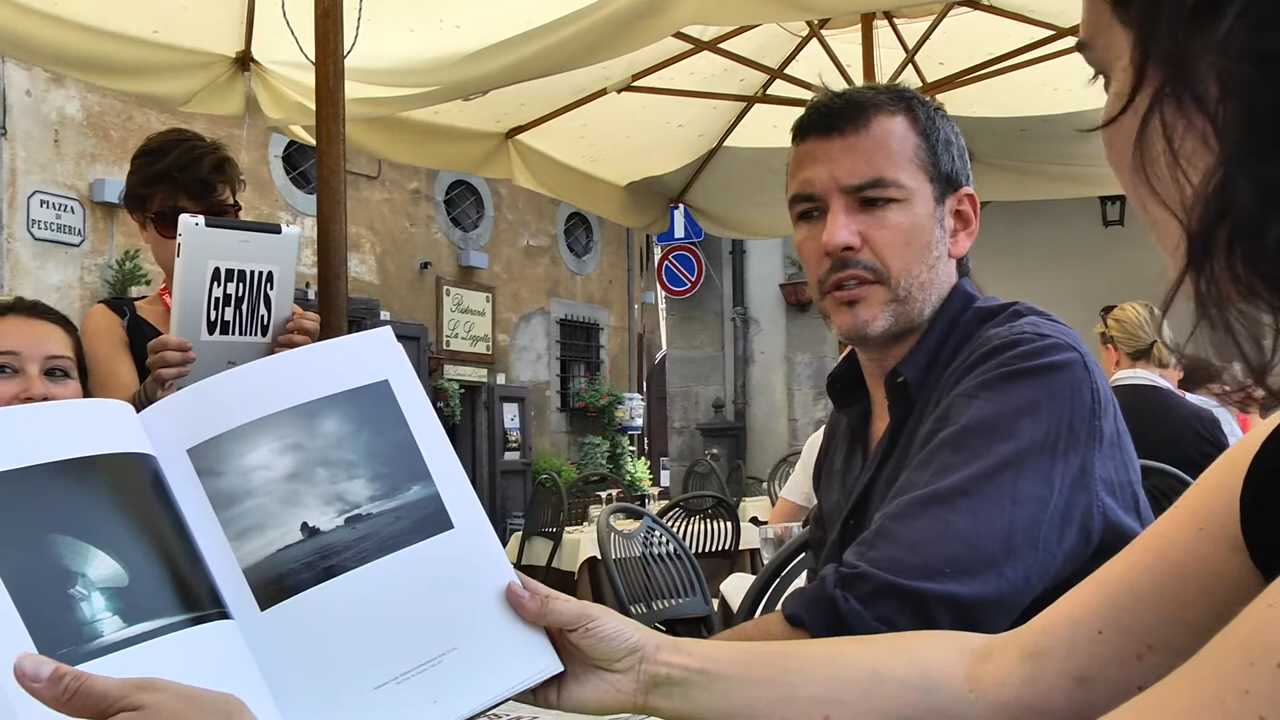 PIAZZA
DI
PESCHERIA
GERMS
Ristorante
La Loggetta